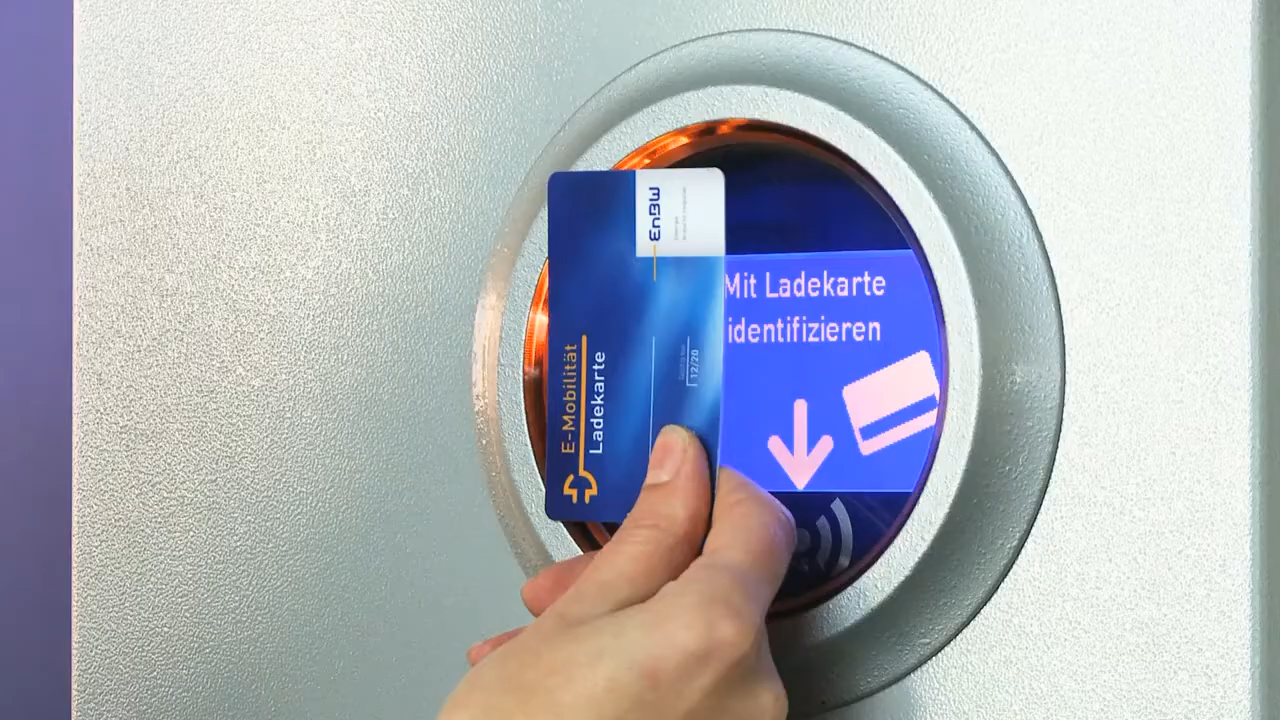 EnBW
E-Mobilität
Ladekarte
12/20
Mit Ladekarte
identifizieren